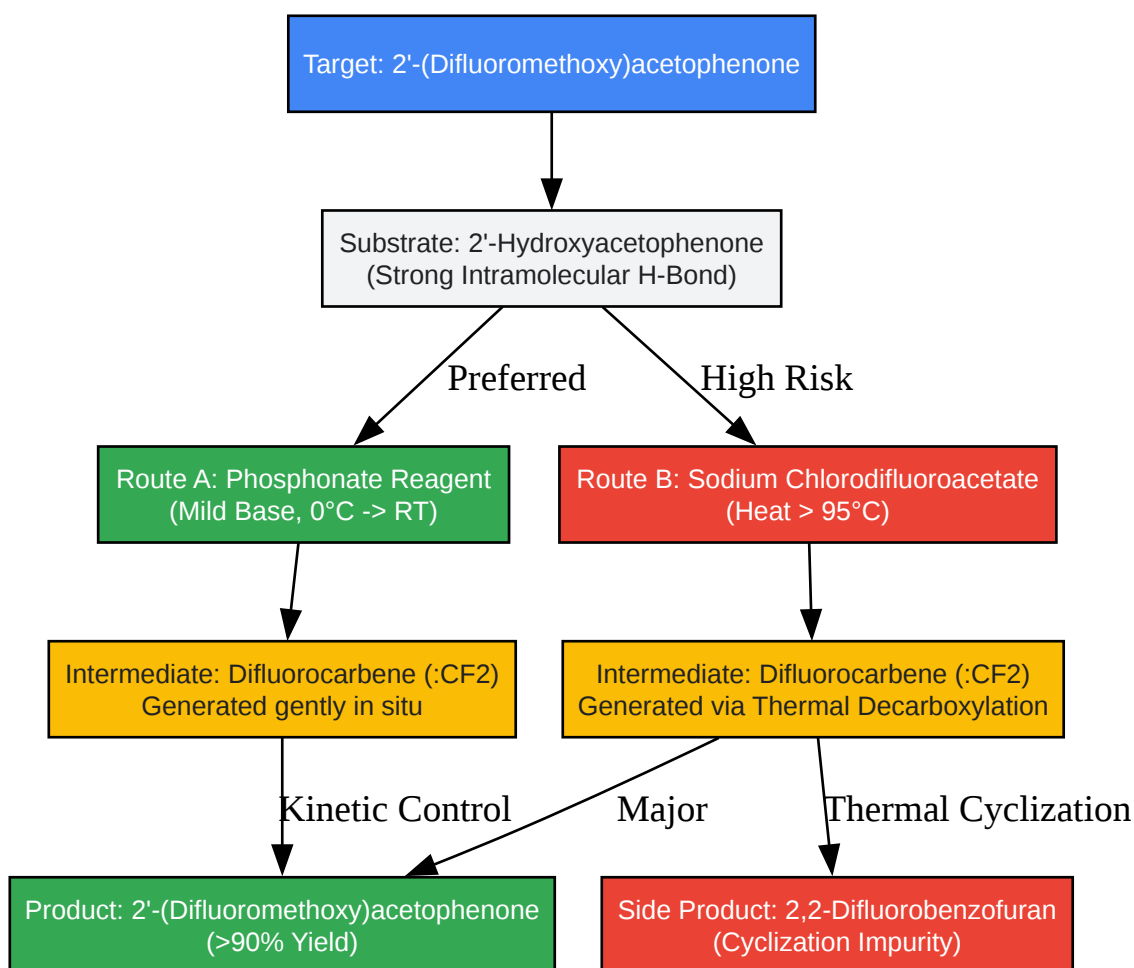 Target: 2'-(Difluoromethoxy)acetophenone
Substrate: 2'-Hydroxyacetophenone
(Strong Intramolecular H-Bond)
Preferred
High Risk
Route A: Phosphonate Reagent
(Mild Base, 0°C -> RT)
Route B: Sodium Chlorodifluoroacetate
(Heat > 95°C)
Intermediate: Difluorocarbene (:CF2)
Generated gently in situ
Intermediate: Difluorocarbene (:CF2)
Generated via Thermal Decarboxylation
Kinetic Control
Major
Thermal Cyclization
Product: 2'-(Difluoromethoxy)acetophenone
(>90% Yield)
Side Product: 2,2-Difluorobenzofuran
(Cyclization Impurity)